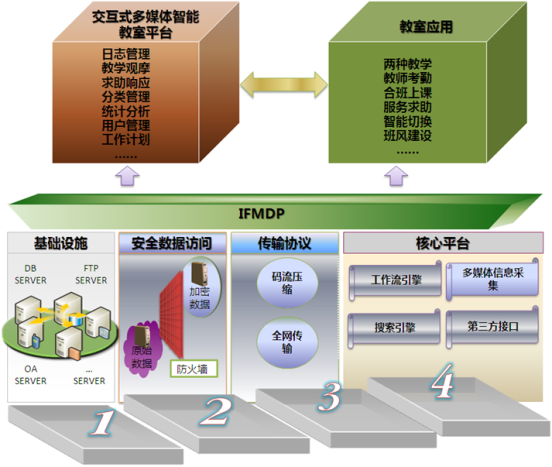 交互式多媒体智能
教室平台
日志管理
教学观摩
求助响应
分类管理
统计分析
用户管理
工作计划
......
教室应用
两种教学
教师考勤
合班上课
服务求助
智能切换
班风建设
......
IFMDP
基础设施
DB
SERVER
FTP
SERVER
OA
SERVER
...
SERVER
安全数据访问
加密
数据
原始
数据
防火墙
传输协议
码流压
缩
全网传
输
核心平台
工作流引擎
多媒体信息采
集
搜索引擎
第三方接口
1
2
3
4